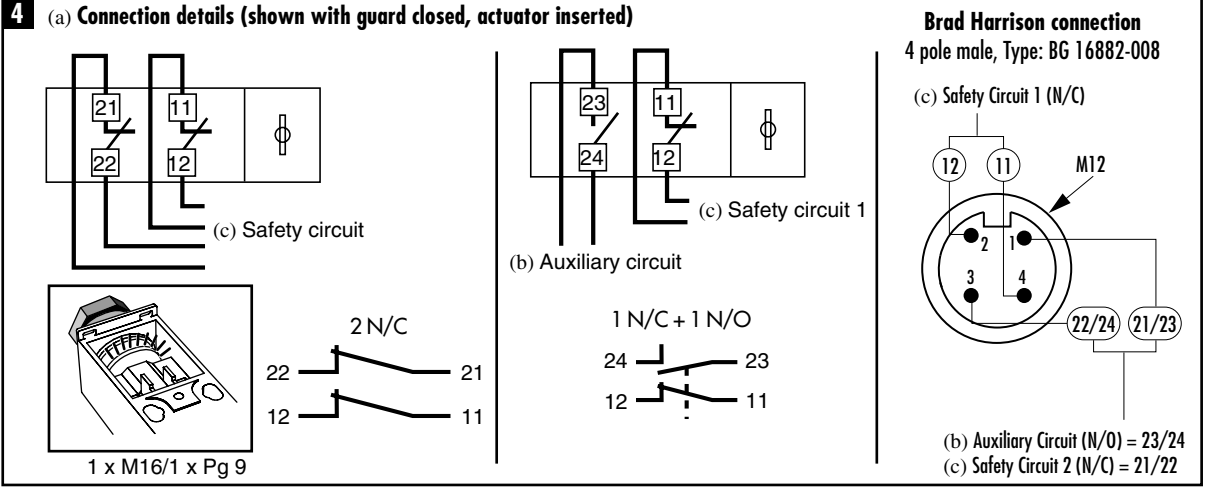 4 (a) Connection details (shown with guard closed, actuator inserted)
21
11
22
12
(c) Safety circuit
1 x M16/1 x Pg 9
2 N/C
22
21
12
11
23
11
24
12
(c) Safety circuit 1
(b) Auxiliary circuit
1 N/C + 1 N/O
24
23
12
11
Brad Harrison connection
4 pole male, Type: BG 16882-008
(c) Safety Circuit 1 (N/C)
12
11
M12
2
1
3
4
22/24
21/23
(b) Auxiliary Circuit (N/O) = 23/24
(c) Safety Circuit 2 (N/C) = 21/22